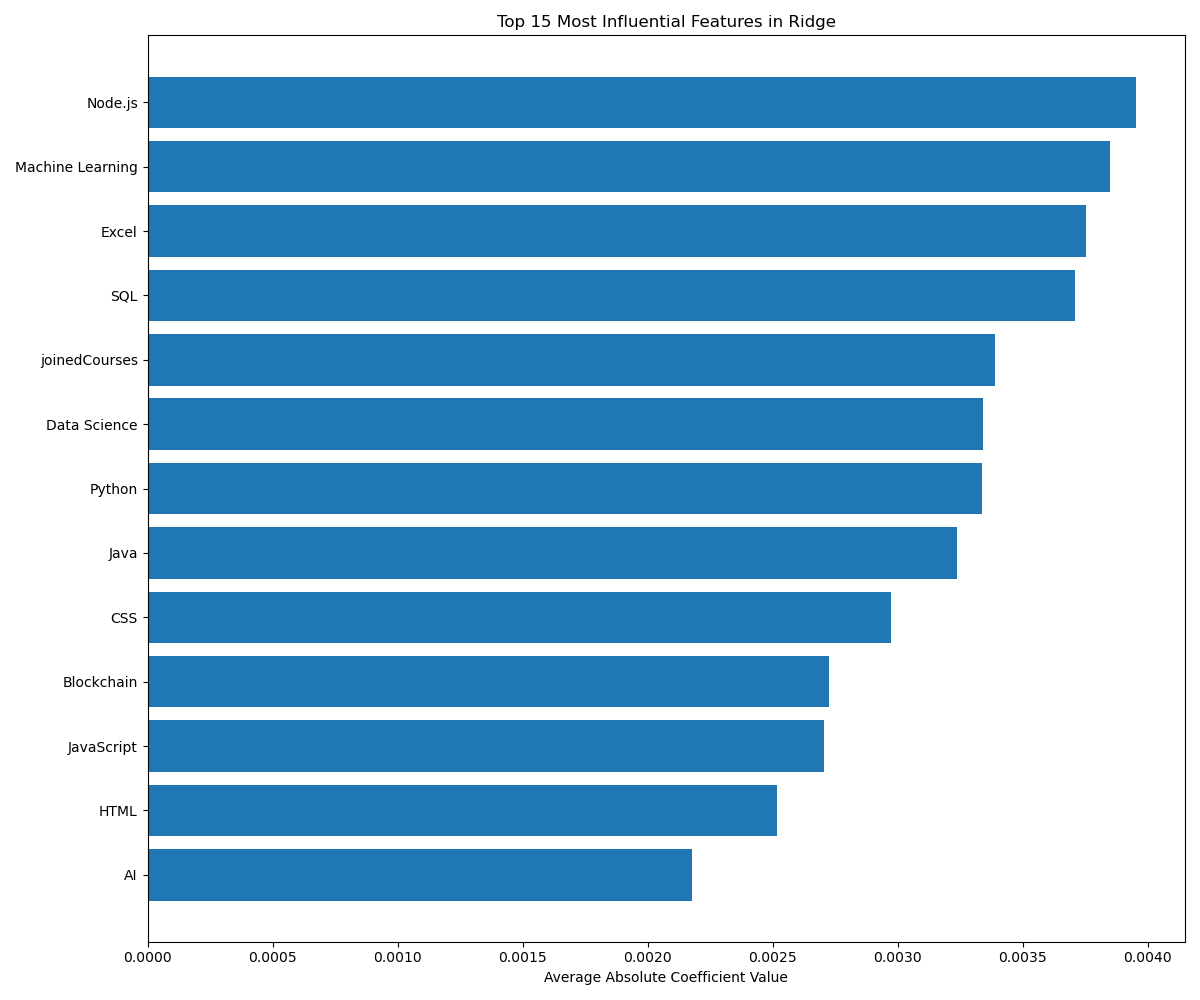 Top 15 Most Influential Features in Ridge
Node.js
Machine Learning
Excel
SQL
joinedCourses
Data Science
Python
Java
CSS
Blockchain
JavaScript
HTML
AI
0.0000 0.0005 0.0010 0.0015 0.0020 0.0025 0.0030 0.0035 0.0040
Average Absolute Coefficient Value